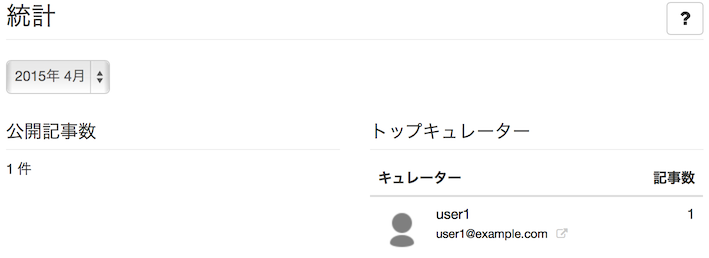 統計
?
2015年 4月
公開記事数
1 件
トップキュレーター
キュレーター 記事数
user1 1
user1@example.com